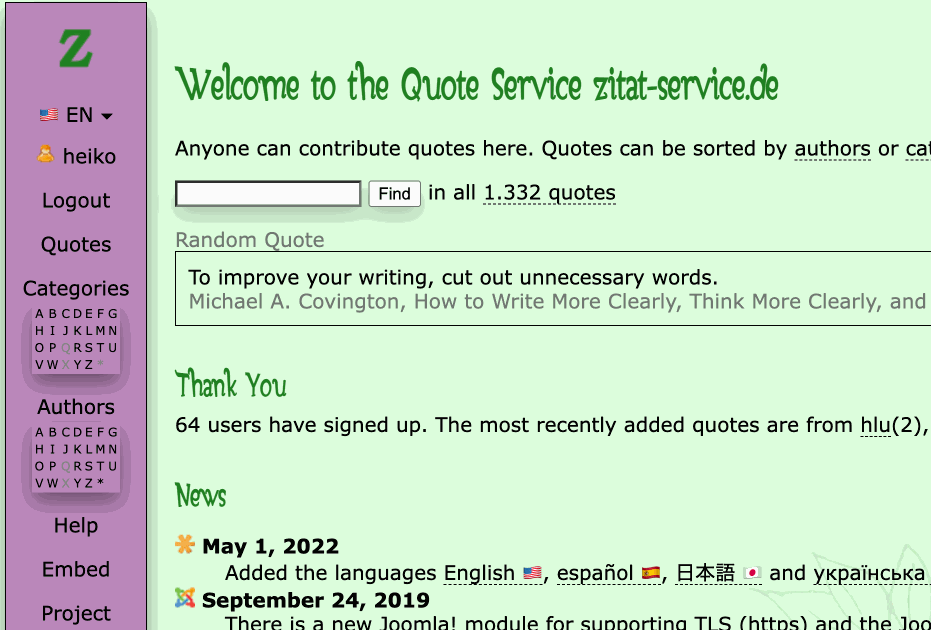 Z
EN
heiko
Logout
Quotes
Categories
A B C D E F G
H I J K L M N
O P Q R S T U
V W X Y Z *
Authors
A B C D E F G
H I J K L M N
O P Q R S T U
V W X Y Z *
Help
Embed
Project
Welcome to the Quote Service zitat-service.de
Anyone can contribute quotes here. Quotes can be sorted by authors or
Find in all 1.332 quotes
Random Quote
To improve your writing, cut out unnecessary words.
Michael A. Covington, How to Write More Clearly, Think More Clearly, and
Thank You
64 users have signed up. The most recently added quotes are from hlu(2),
News
May 1, 2022
Added the languages English, español, 日本語 and українська
September 24, 2019
There is a new Joomla! module for supporting TLS (https) and the